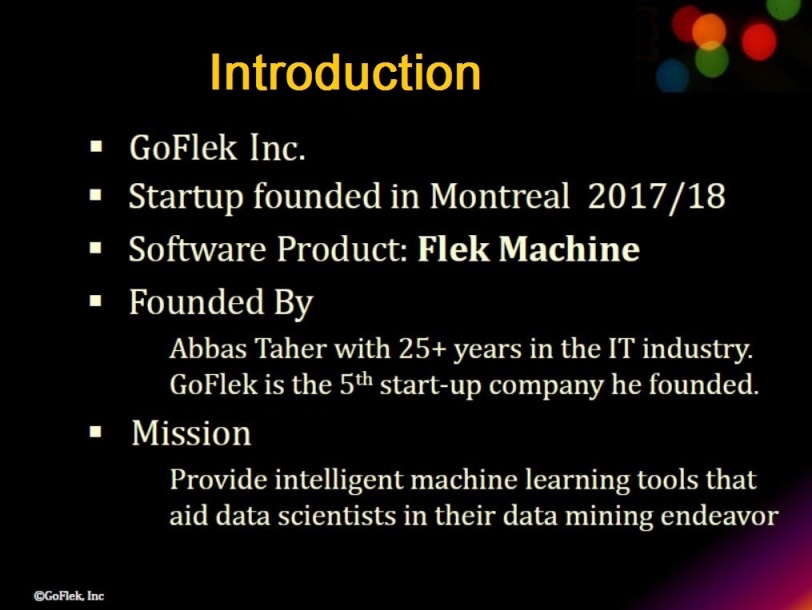 Introduction
▪ GoFlek Inc.
▪ Startup founded in Montreal 2017/18
▪ Software Product: Flek Machine
▪ Founded By
Abbas Taher with 25+ years in the IT industry.
GoFlek is the 5th start-up company he founded.
▪ Mission
Provide intelligent machine learning tools that
aid data scientists in their data mining endeavor
©GoFlek, Inc